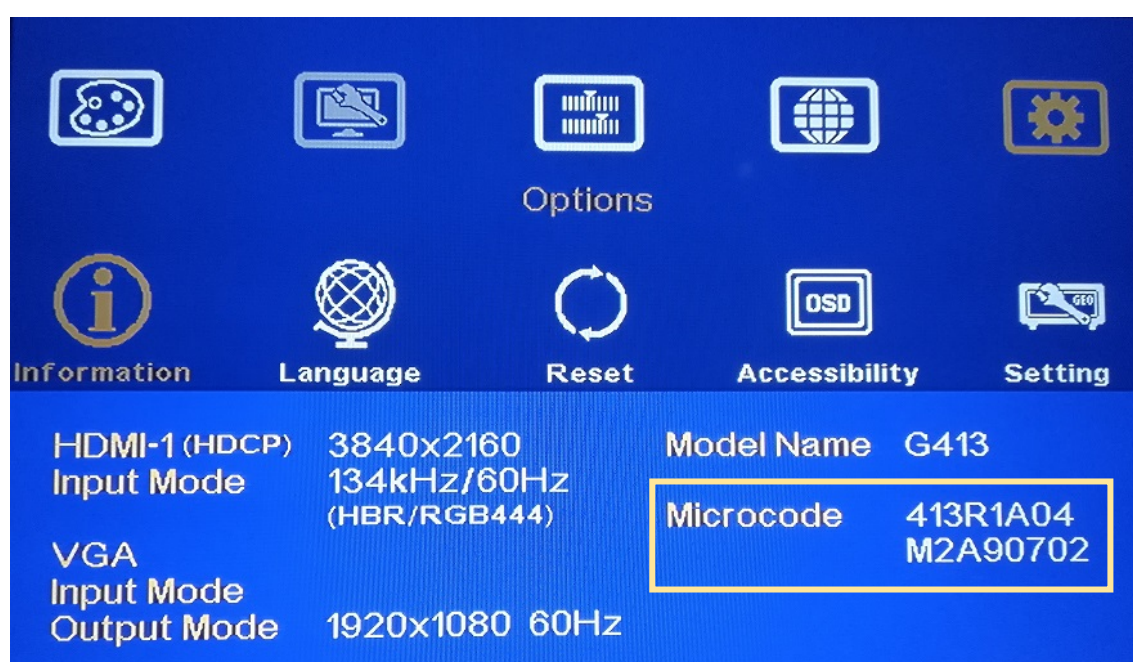 Options
OSD
GEO
Information Language Reset Accessibility Setting
HDMI-1 (HDCP) 3840x2160 Model Name G413
Input Mode 134kHz/60Hz
(HBR/RGB444) Microcode 413R1A04
VGA M2A90702
Input Mode
Output Mode 1920x1080 60Hz